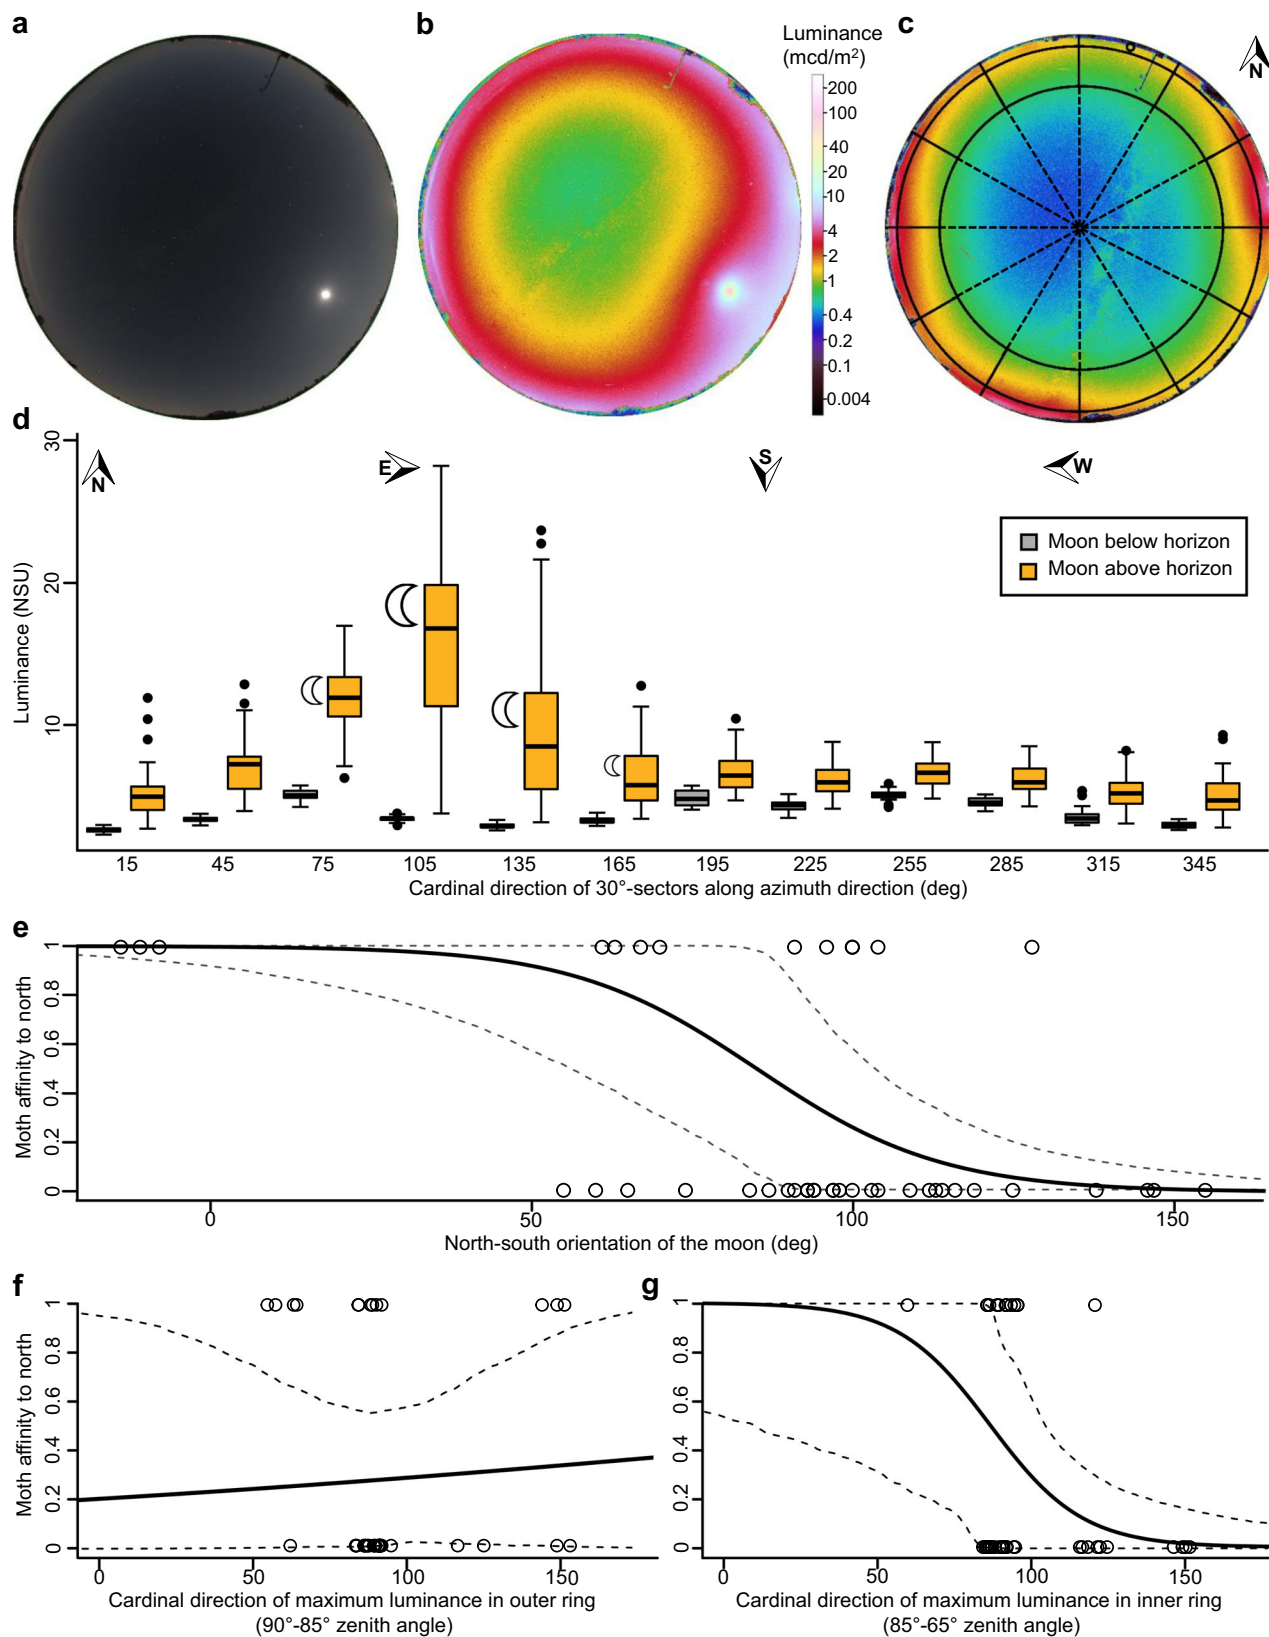 a
b
Luminance
(mcd/m²)
200
100
40
20
10
4
2
1
0.4
0.2
0.1
0.004
c
N
d
30
20
10
Luminance (NSU)
N
E
S
W
Moon below horizon
Moon above horizon
15 45 75 105 135 165 195 225 255 285 315 345
Cardinal direction of 30°-sectors along azimuth direction (deg)
e
1
0.8
0.6
0.4
0.2
0
Moth affinity to north
0 50 100 150
North-south orientation of the moon (deg)
f
1
0.8
0.6
0.4
0.2
0
Moth affinity to north
0 50 100 150
Cardinal direction of maximum luminance in outer ring
(90°-85° zenith angle)
g
1
0.8
0.6
0.4
0.2
0
Moth affinity to north
0 50 100 150
Cardinal direction of maximum luminance in inner ring
(85°-65° zenith angle)